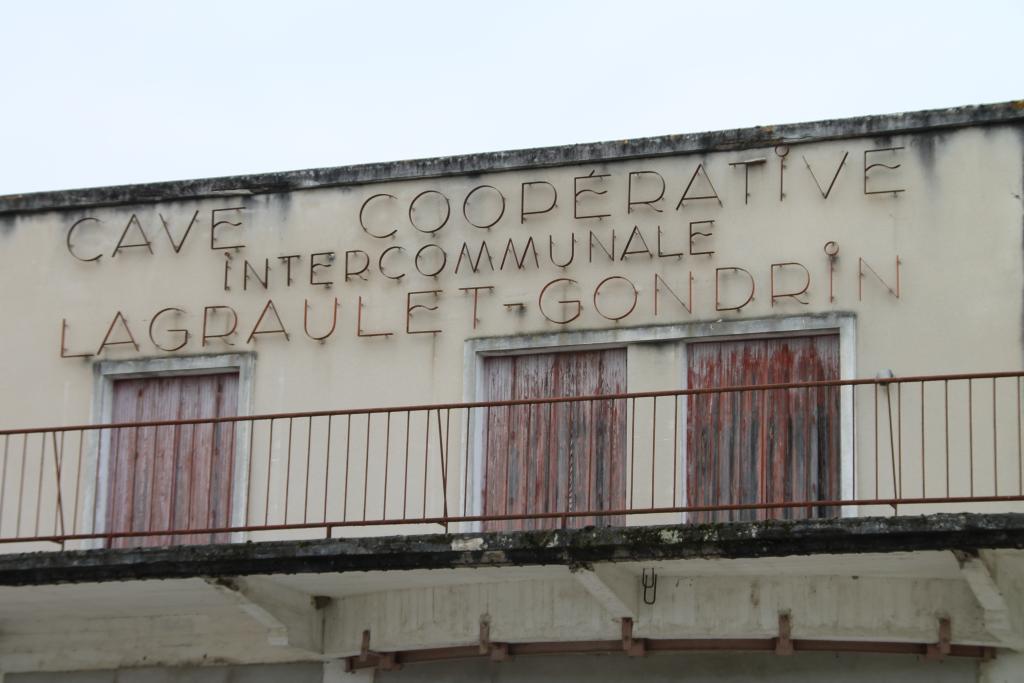 CAVE COOPÉRATIVE
INTERCOMMUNALE
LAGRAULET-GONDRIN